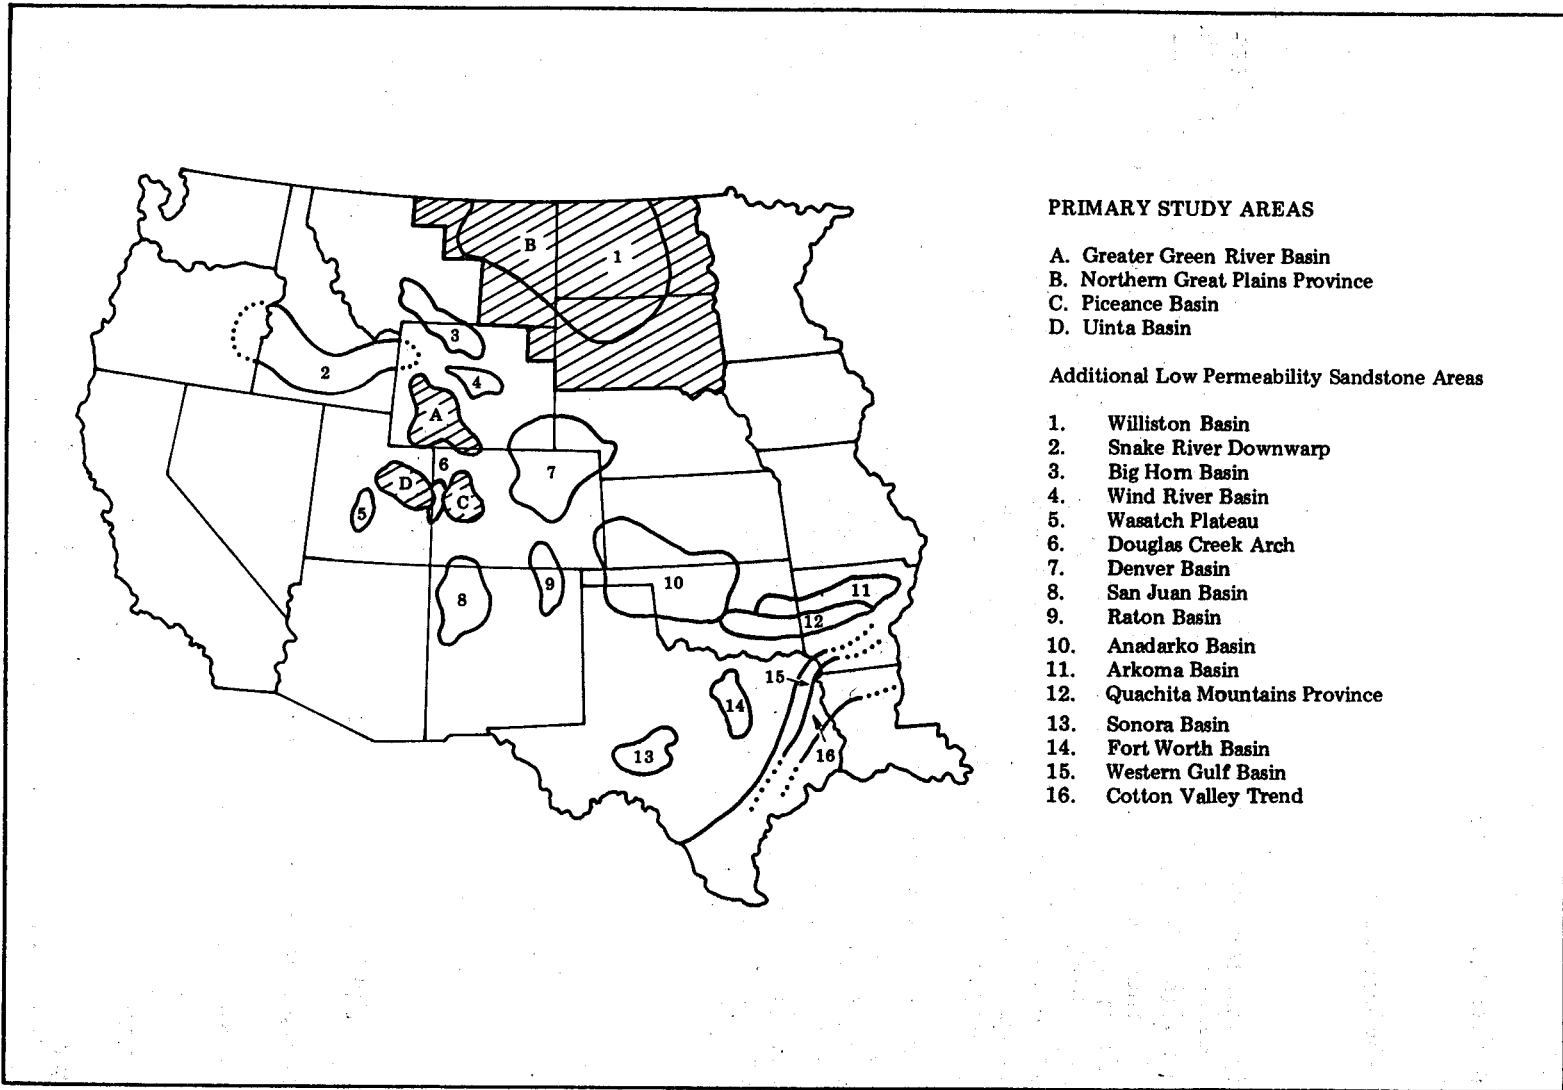 B
1
3
2
4
A
6
7
D
C
5
9
10
8
11
12
15
14
13
16
PRIMARY STUDY AREAS
A. Greater Green River Basin
B. Northern Great Plains Province
C. Piceance Basin
D. Uinta Basin
Additional Low Permeability Sandstone Areas
1. Williston Basin
2. Snake River Downwarp
3. Big Horn Basin
4. Wind River Basin
5. Wasatch Plateau
6. Douglas Creek Arch
7. Denver Basin
8. San Juan Basin
9. Raton Basin
10. Anadarko Basin
11. Arkoma Basin
12. Quachita Mountains Province
13. Sonora Basin
14. Fort Worth Basin
15. Western Gulf Basin
16. Cotton Valley Trend